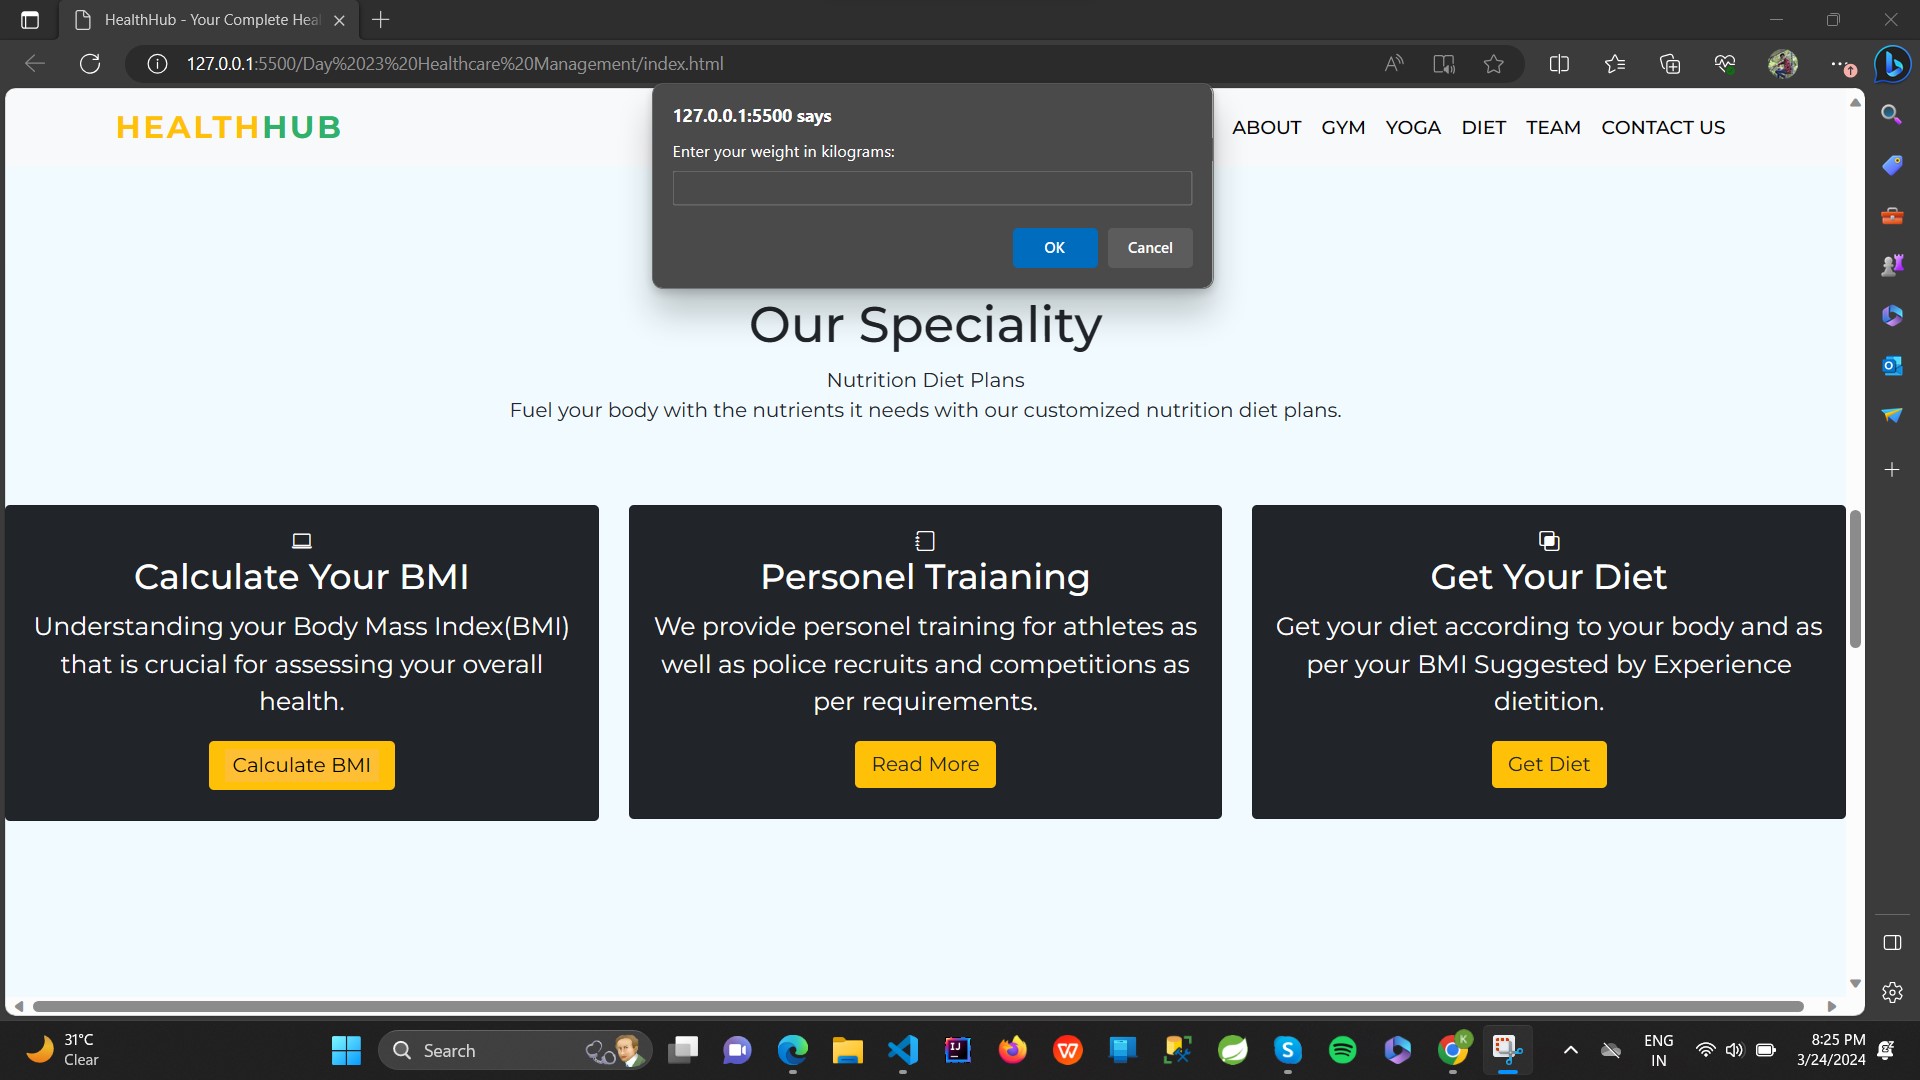 HealthHub - Your Complete Heal
127.0.0.1:5500/Day%2023%20Healthcare%20Management/index.html
HEALTHHUB
ABOUT GYM YOGA DIET TEAM CONTACT US
127.0.0.1:5500 says
Enter your weight in kilograms:
OK Cancel
Our Speciality
Nutrition Diet Plans
Fuel your body with the nutrients it needs with our customized nutrition diet plans.
Calculate Your BMI
Understanding your Body Mass Index(BMI)
that is crucial for assessing your overall
health.
Calculate BMI
Personel Traianing
We provide personel training for athletes as
well as police recruits and competitions as
per requirements.
Read More
Get Your Diet
Get your diet according to your body and as
per your BMI Suggested by Experience
dietition.
Get Diet
31°C
Clear
Search
ENG
IN
8:25 PM
3/24/2024